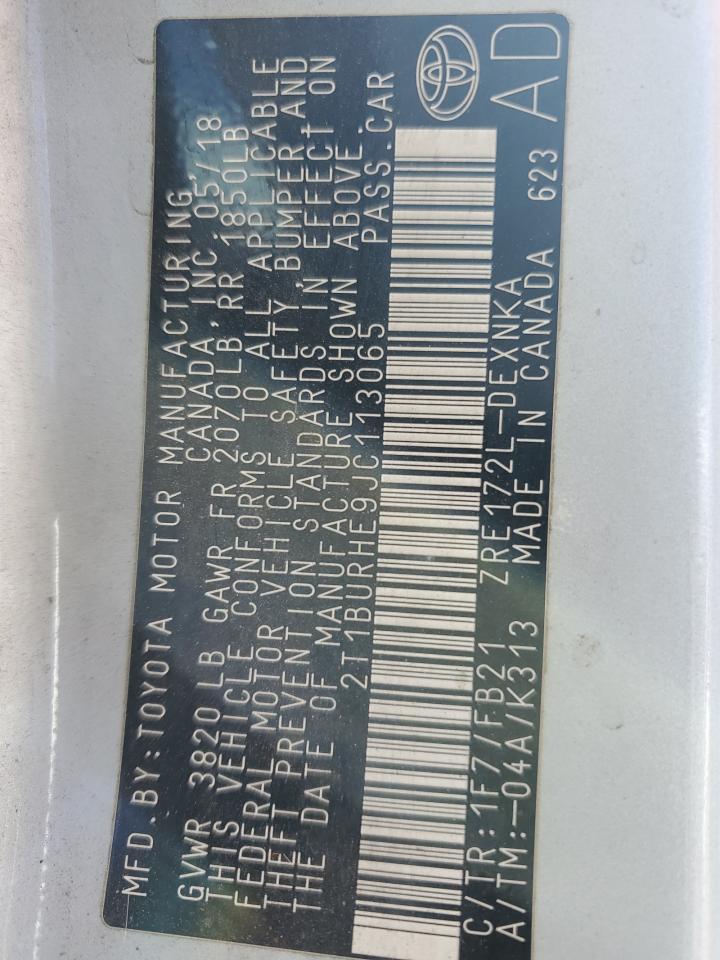 MFD.BY:TOYOTA MOTOR MANUFACTURING
CANADA,INC. 05/18
GVWR 3820 LB GAWR FR 2070LB,RR 1850LB
THIS VEHICLE CONFORMS TO ALL APPLICABLE
FEDERAL MOTOR VEHICLE SAFETY,BUMPER,AND
THEFT PREVENTION STANDARDS IN EFFECT ON
THE DATE OF MANUFACTURE SHOWN ABOVE.
2T1BURHE9JC113065 PASS.CAR
C/TR:1F7/FB21 ZRE172L-DEXNKA
A/TM:-04A/K313 MADE IN CANADA 623
AD